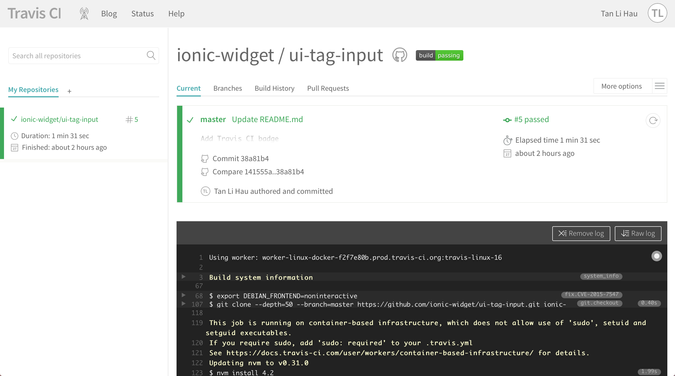 Travis CI
Blog
Status
Help
Tan Li Hau
TL
Search all repositories
ionic-widget / ui-tag-input
build passing
My Repositories +
Current
Branches
Build History
Pull Requests
More options
ionic-widget/ui-tag-input
# 5
Duration: 1 min 31 sec
Finished: about 2 hours ago
master Update README.md
Add Travis CI badge
Commit 38a81b4
Compare 141555a..38a81b4
TL Tan Li Hau authored and committed
#5 passed
Elapsed time 1 min 31 sec
about 2 hours ago
Remove log
Raw log
1 Using worker: worker-linux-docker-f2f7e80b.prod.travis-ci.org:travis-linux-16
2
3 Build system information
system_info
67
68 $ export DEBIAN_FRONTEND=noninteractive
fix.CVE-2015-7547
107 $ git clone --depth=50 --branch=master https://github.com/ionic-widget/ui-tag-input.git ionic-
git.checkout
0.40s
118
119 This job is running on container-based infrastructure, which does not allow use of 'sudo', setuid and
setguid executables.
120 If you require sudo, add 'sudo: required' to your .travis.yml
121 See https://docs.travis-ci.com/user/workers/container-based-infrastructure/ for details.
122 Updating nvm to v0.31.0
123 $ nvm install 4.2
1.99s